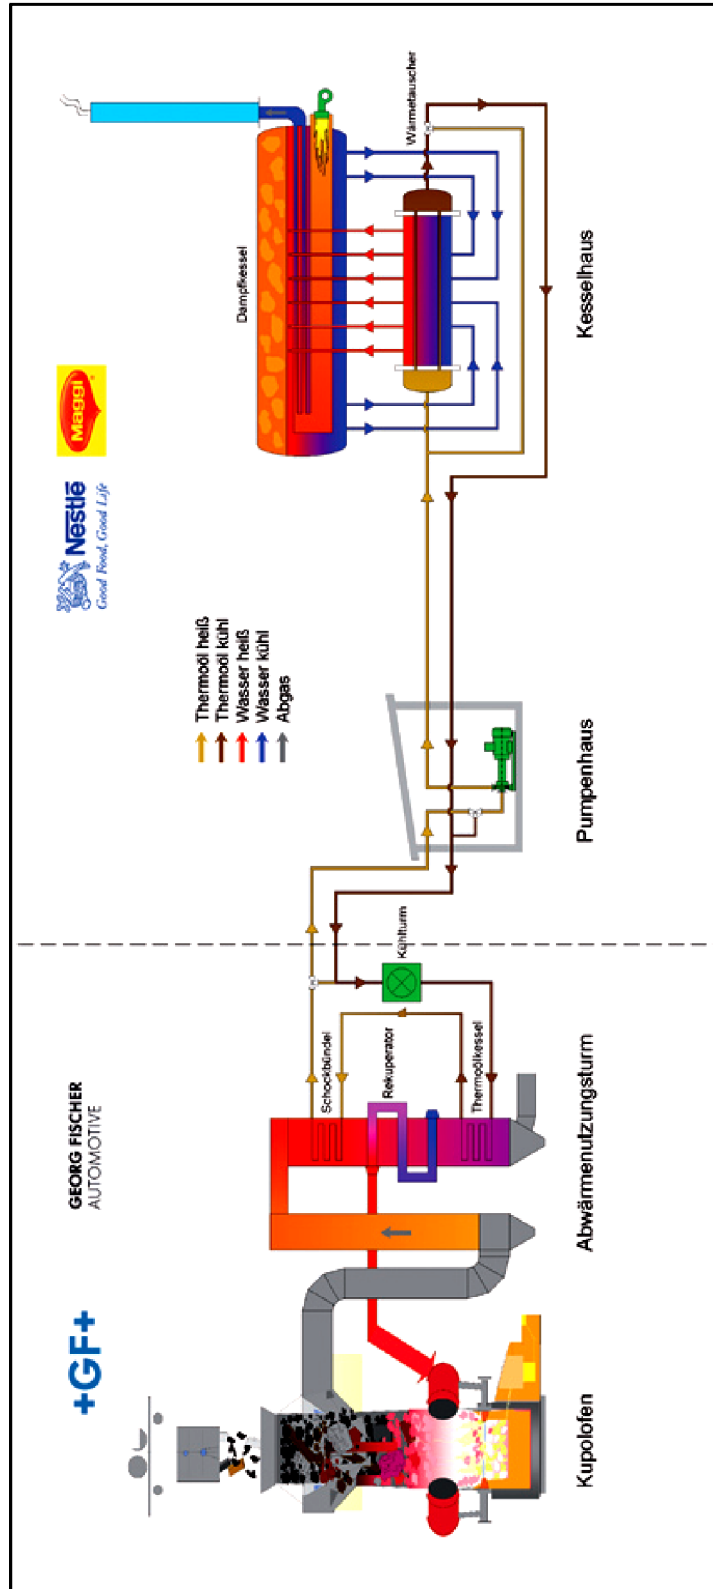 +GF+
GEORG FISCHER
AUTOMOTIVE
Nestlé
Good Food, Good Life
Maggi
Thermoöl heiß
Thermoöl kühl
Wasser heiß
Wasser kühl
Abgas
Schockbündel
Rekuperator
Thermoölkessel
Kühlturm
Dampfkessel
Wärmetauscher
Kupolofen
Abwärmenutzungsturm
Pumpenhaus
Kesselhaus